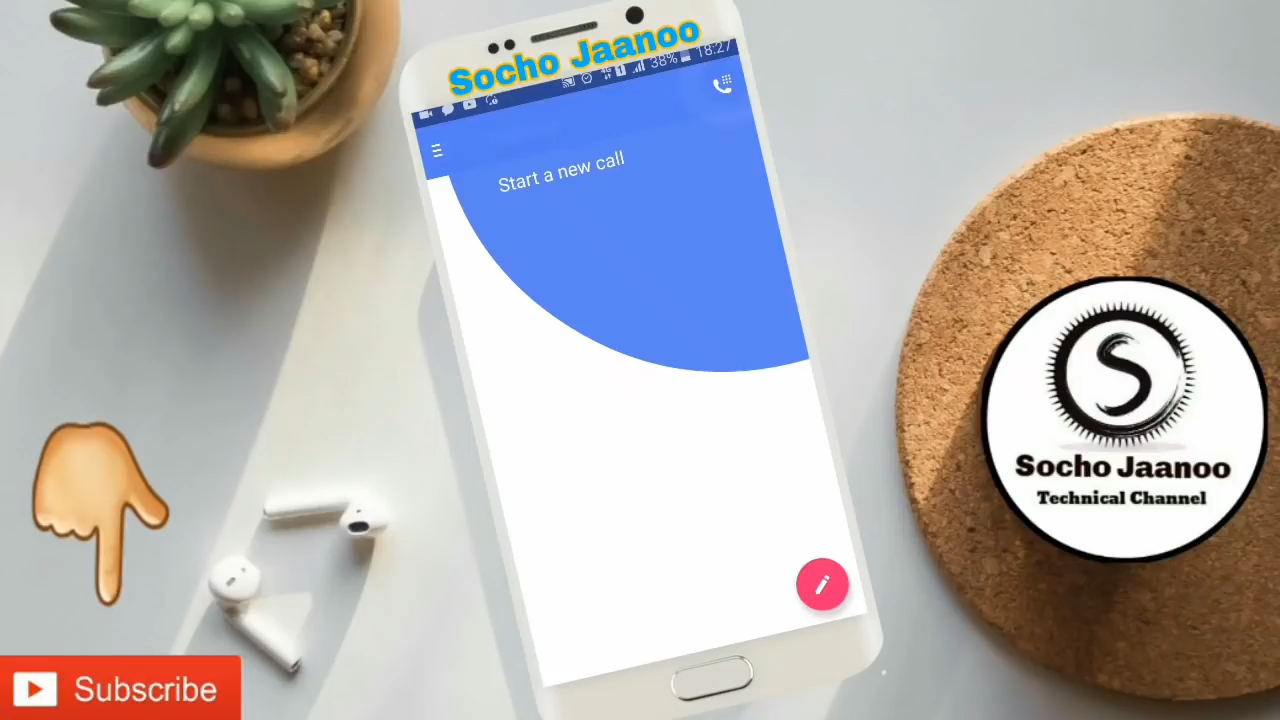 Socho Jaanoo
38% 18:27
Start a new call
Socho Jaanoo
Technical Channel
Subscribe